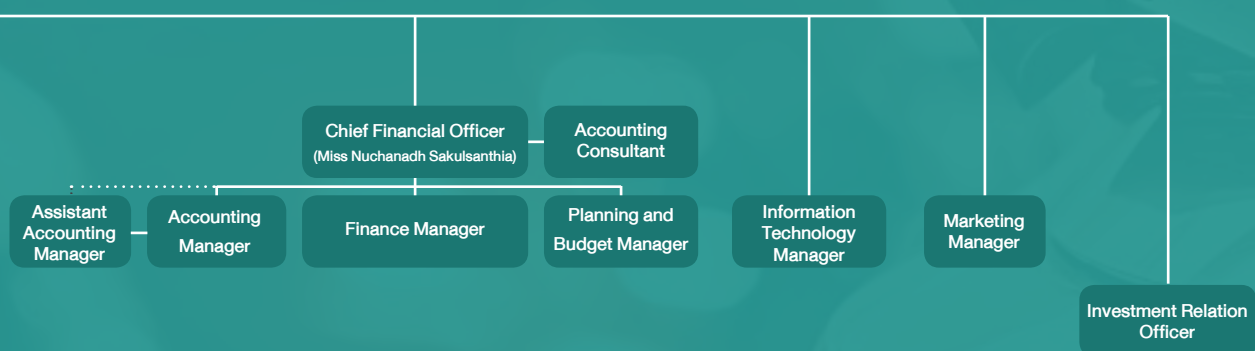 Chief Financial Officer
(Miss Nuchanadh Sakulsanthia)
Accounting
Consultant
Assistant
Accounting
Manager
Accounting
Manager
Finance Manager
Planning and
Budget Manager
Information
Technology
Manager
Marketing
Manager
Investment Relation
Officer